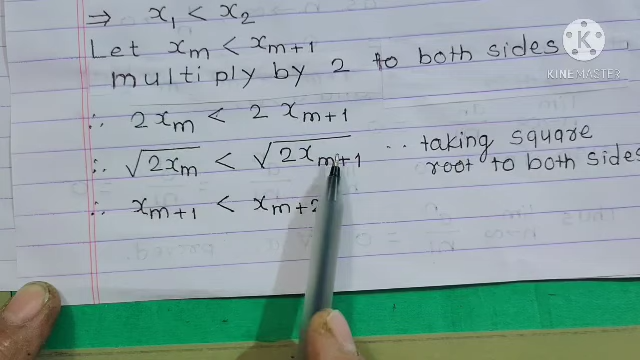 ⇒ x₁ < x₂
Let xₘ < xₘ₊₁
multiply by 2 to both sides
∴ 2xₘ < 2xₘ₊₁
∴ √2xₘ < √2xₘ₊₁ ·· taking square
root to both sides
∴ xₘ₊₁ < xₘ₊₂
KINEMASTER